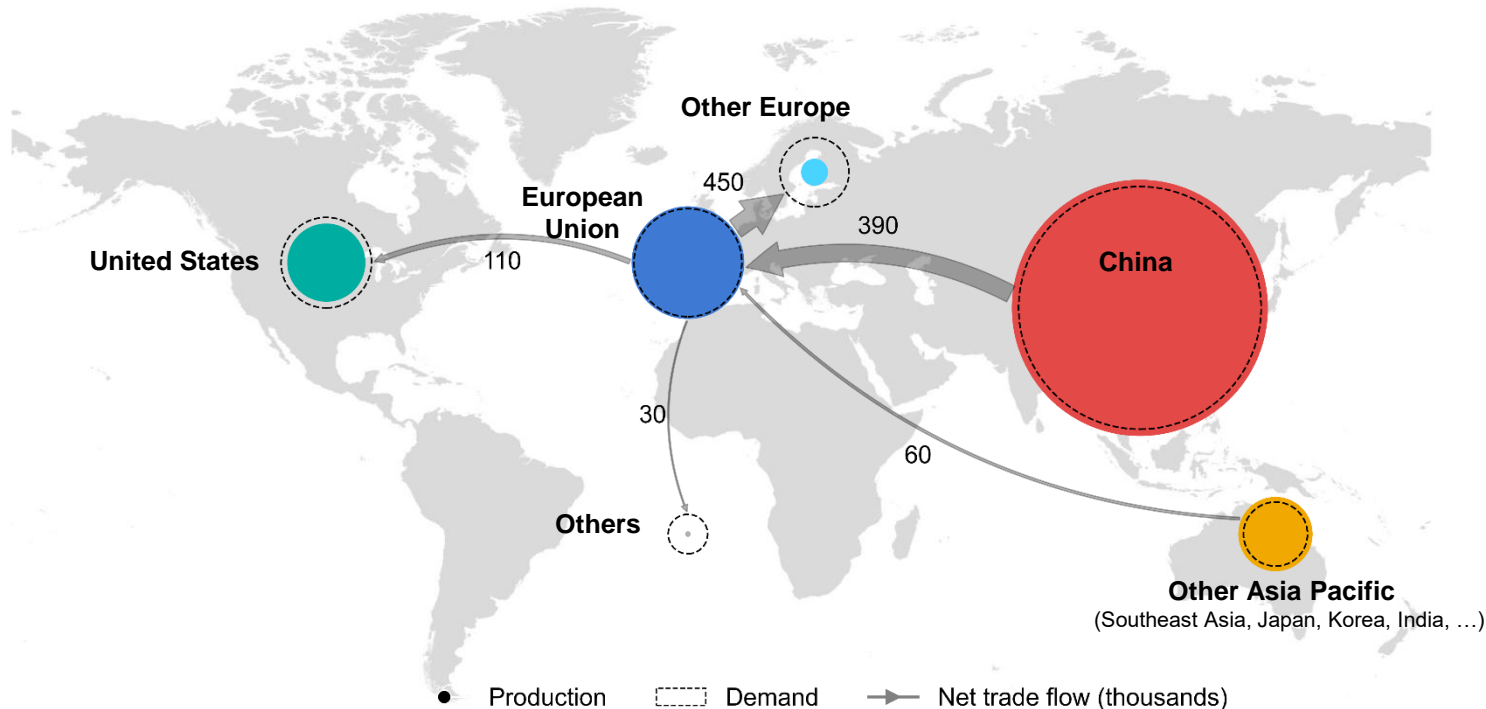 Other Europe
450
European
Union
390
United States
110
China
30
60
Others
Other Asia Pacific
(Southeast Asia, Japan, Korea, India, …)
Production
Demand
Net trade flow (thousands)